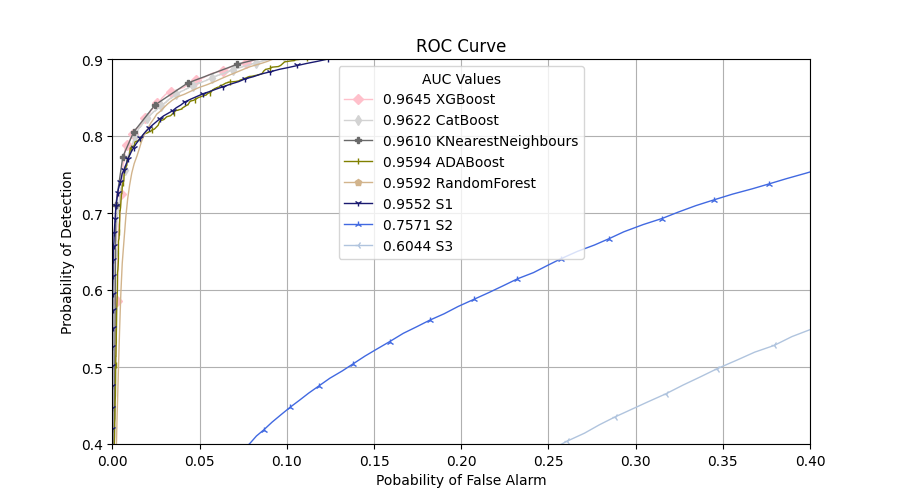 ROC Curve
Probability of Detection
0.9
0.8
0.7
0.6
0.5
0.4
AUC Values
0.9645 XGBoost
0.9622 CatBoost
0.9610 KNearestNeighbours
0.9594 ADABoost
0.9592 RandomForest
0.9552 S1
0.7571 S2
0.6044 S3
0.00 0.05 0.10 0.15 0.20 0.25 0.30 0.35 0.40
Pobability of False Alarm